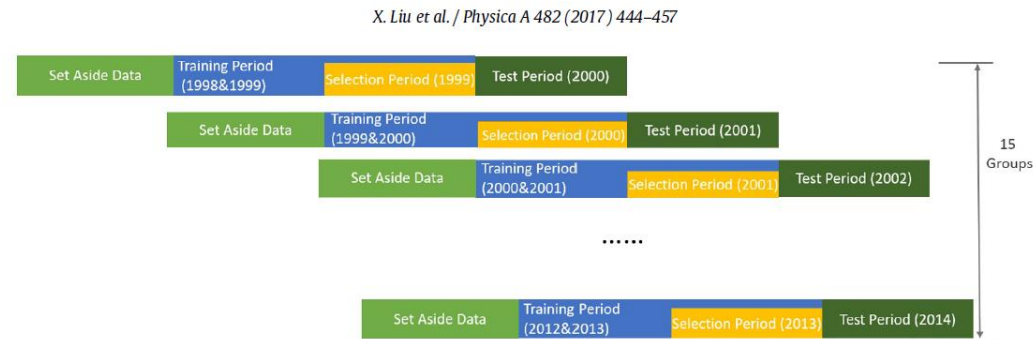 X. Liu et al. / Physica A 482 (2017) 444–457
Set Aside Data
Training Period
(1998&1999)
Selection Period (1999)
Test Period (2000)
Set Aside Data
Training Period
(1999&2000)
Selection Period (2000)
Test Period (2001)
Set Aside Data
Training Period
(2000&2001)
Selection Period (2001)
Test Period (2002)
15
Groups
......
Set Aside Data
Training Period
(2012&2013)
Selection Period (2013)
Test Period (2014)